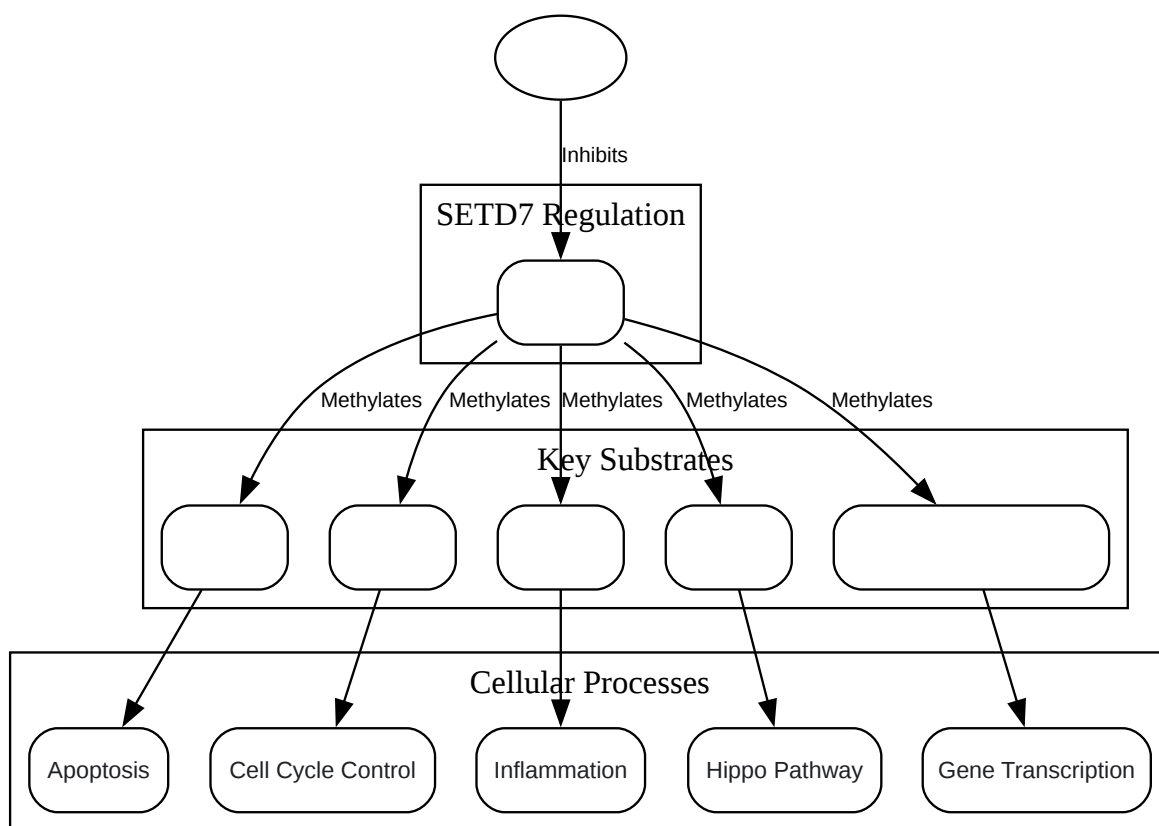 Inhibits
SETD7 Regulation
Methylates
Methylates
Methylates
Methylates
Methylates
Key Substrates
Cellular Processes
Apoptosis
Cell Cycle Control
Inflammation
Hippo Pathway
Gene Transcription